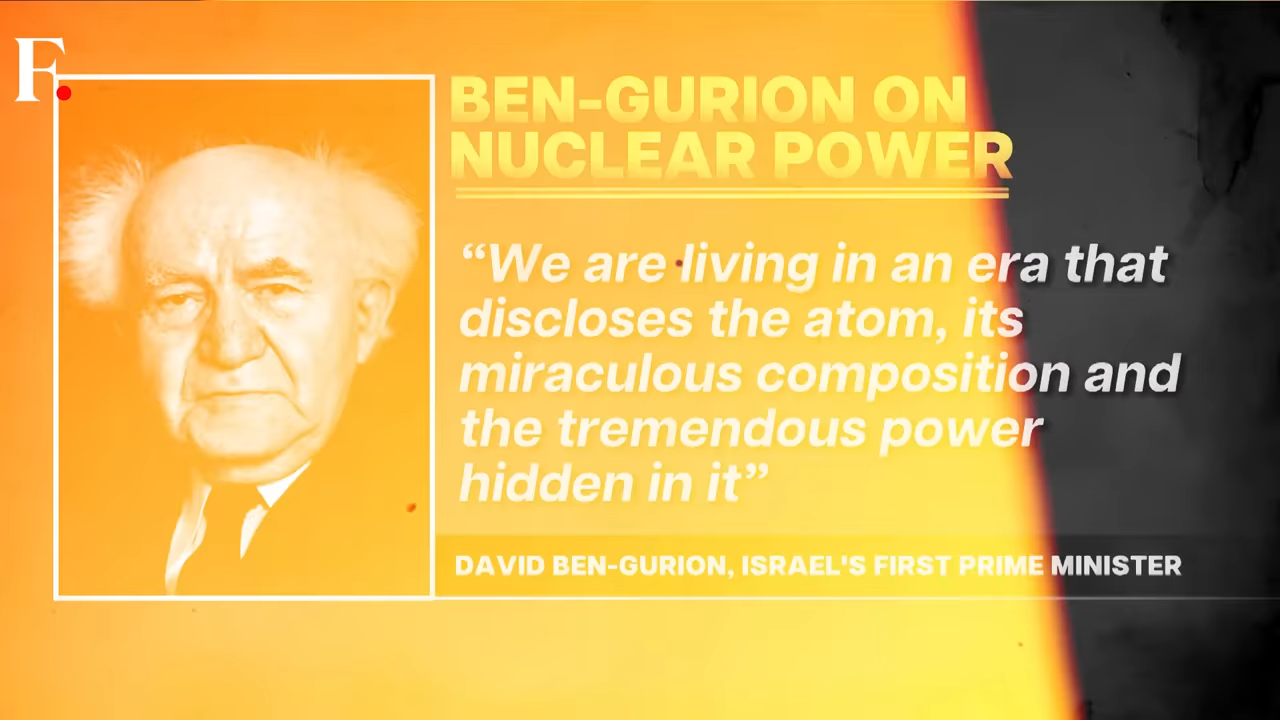 F.
BEN-GURION ON
NUCLEAR POWER
“We are living in an era that
discloses the atom, its
miraculous composition and
the tremendous power
hidden in it”
DAVID BEN-GURION, ISRAEL'S FIRST PRIME MINISTER